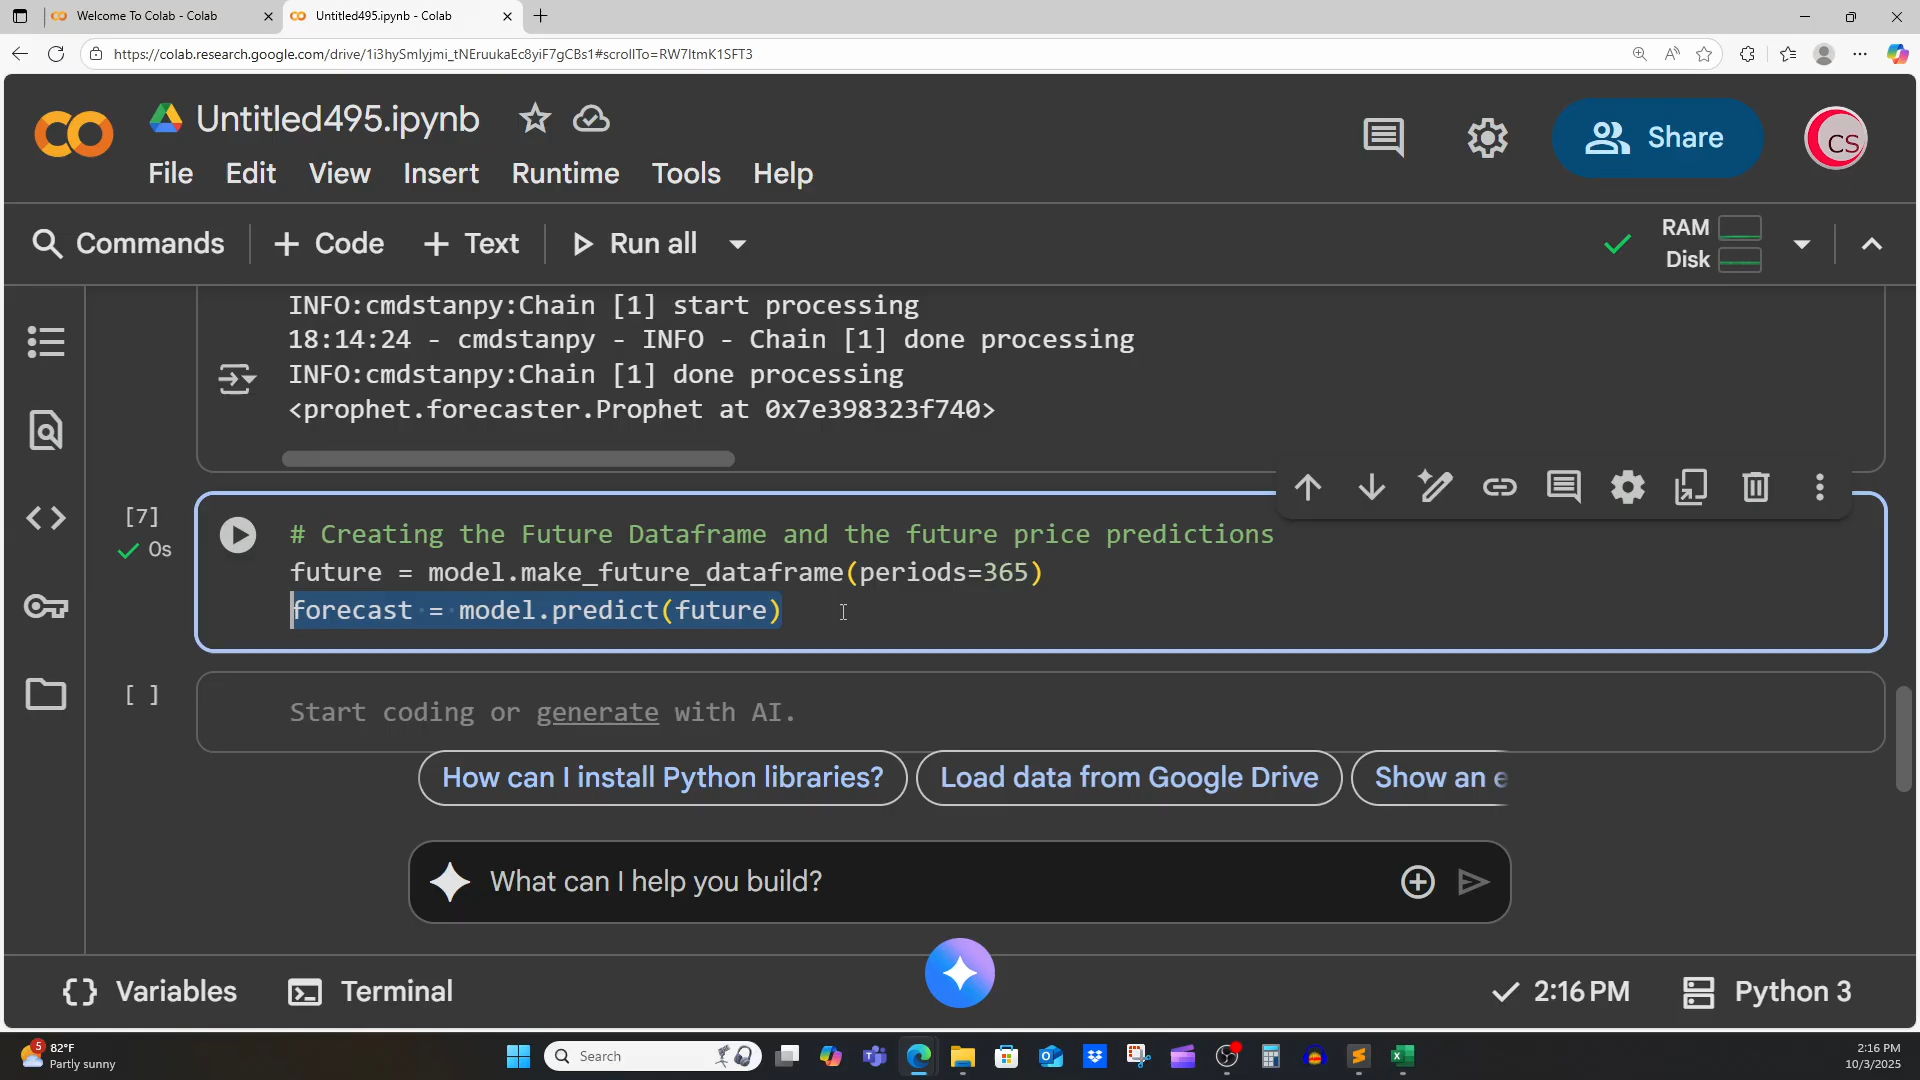 Welcome To Colab - Colab
Untitled495.ipynb - Colab
https://colab.research.google.com/drive/1i3hySmlyjmi_tNEruukaEc8yiF7gCBs1#scrollTo=RW7ltmK1SFT3
CO
Untitled495.ipynb
File Edit View Insert Runtime Tools Help
Share
CS
Commands + Code + Text Run all
RAM
Disk
INFO:cmdstanpy:Chain [1] start processing
18:14:24 - cmdstanpy - INFO - Chain [1] done processing
INFO:cmdstanpy:Chain [1] done processing
<prophet.forecaster.Prophet at 0x7e398323f740>
[7]
0s
# Creating the Future Dataframe and the future price predictions
future = model.make_future_dataframe(periods=365)
forecast = model.predict(future)
[ ]
Start coding or generate with AI.
How can I install Python libraries?
Load data from Google Drive
Show an e
What can I help you build?
Variables
Terminal
2:16 PM
Python 3
5
82°F
Partly sunny
Search
2:16 PM
10/3/2025